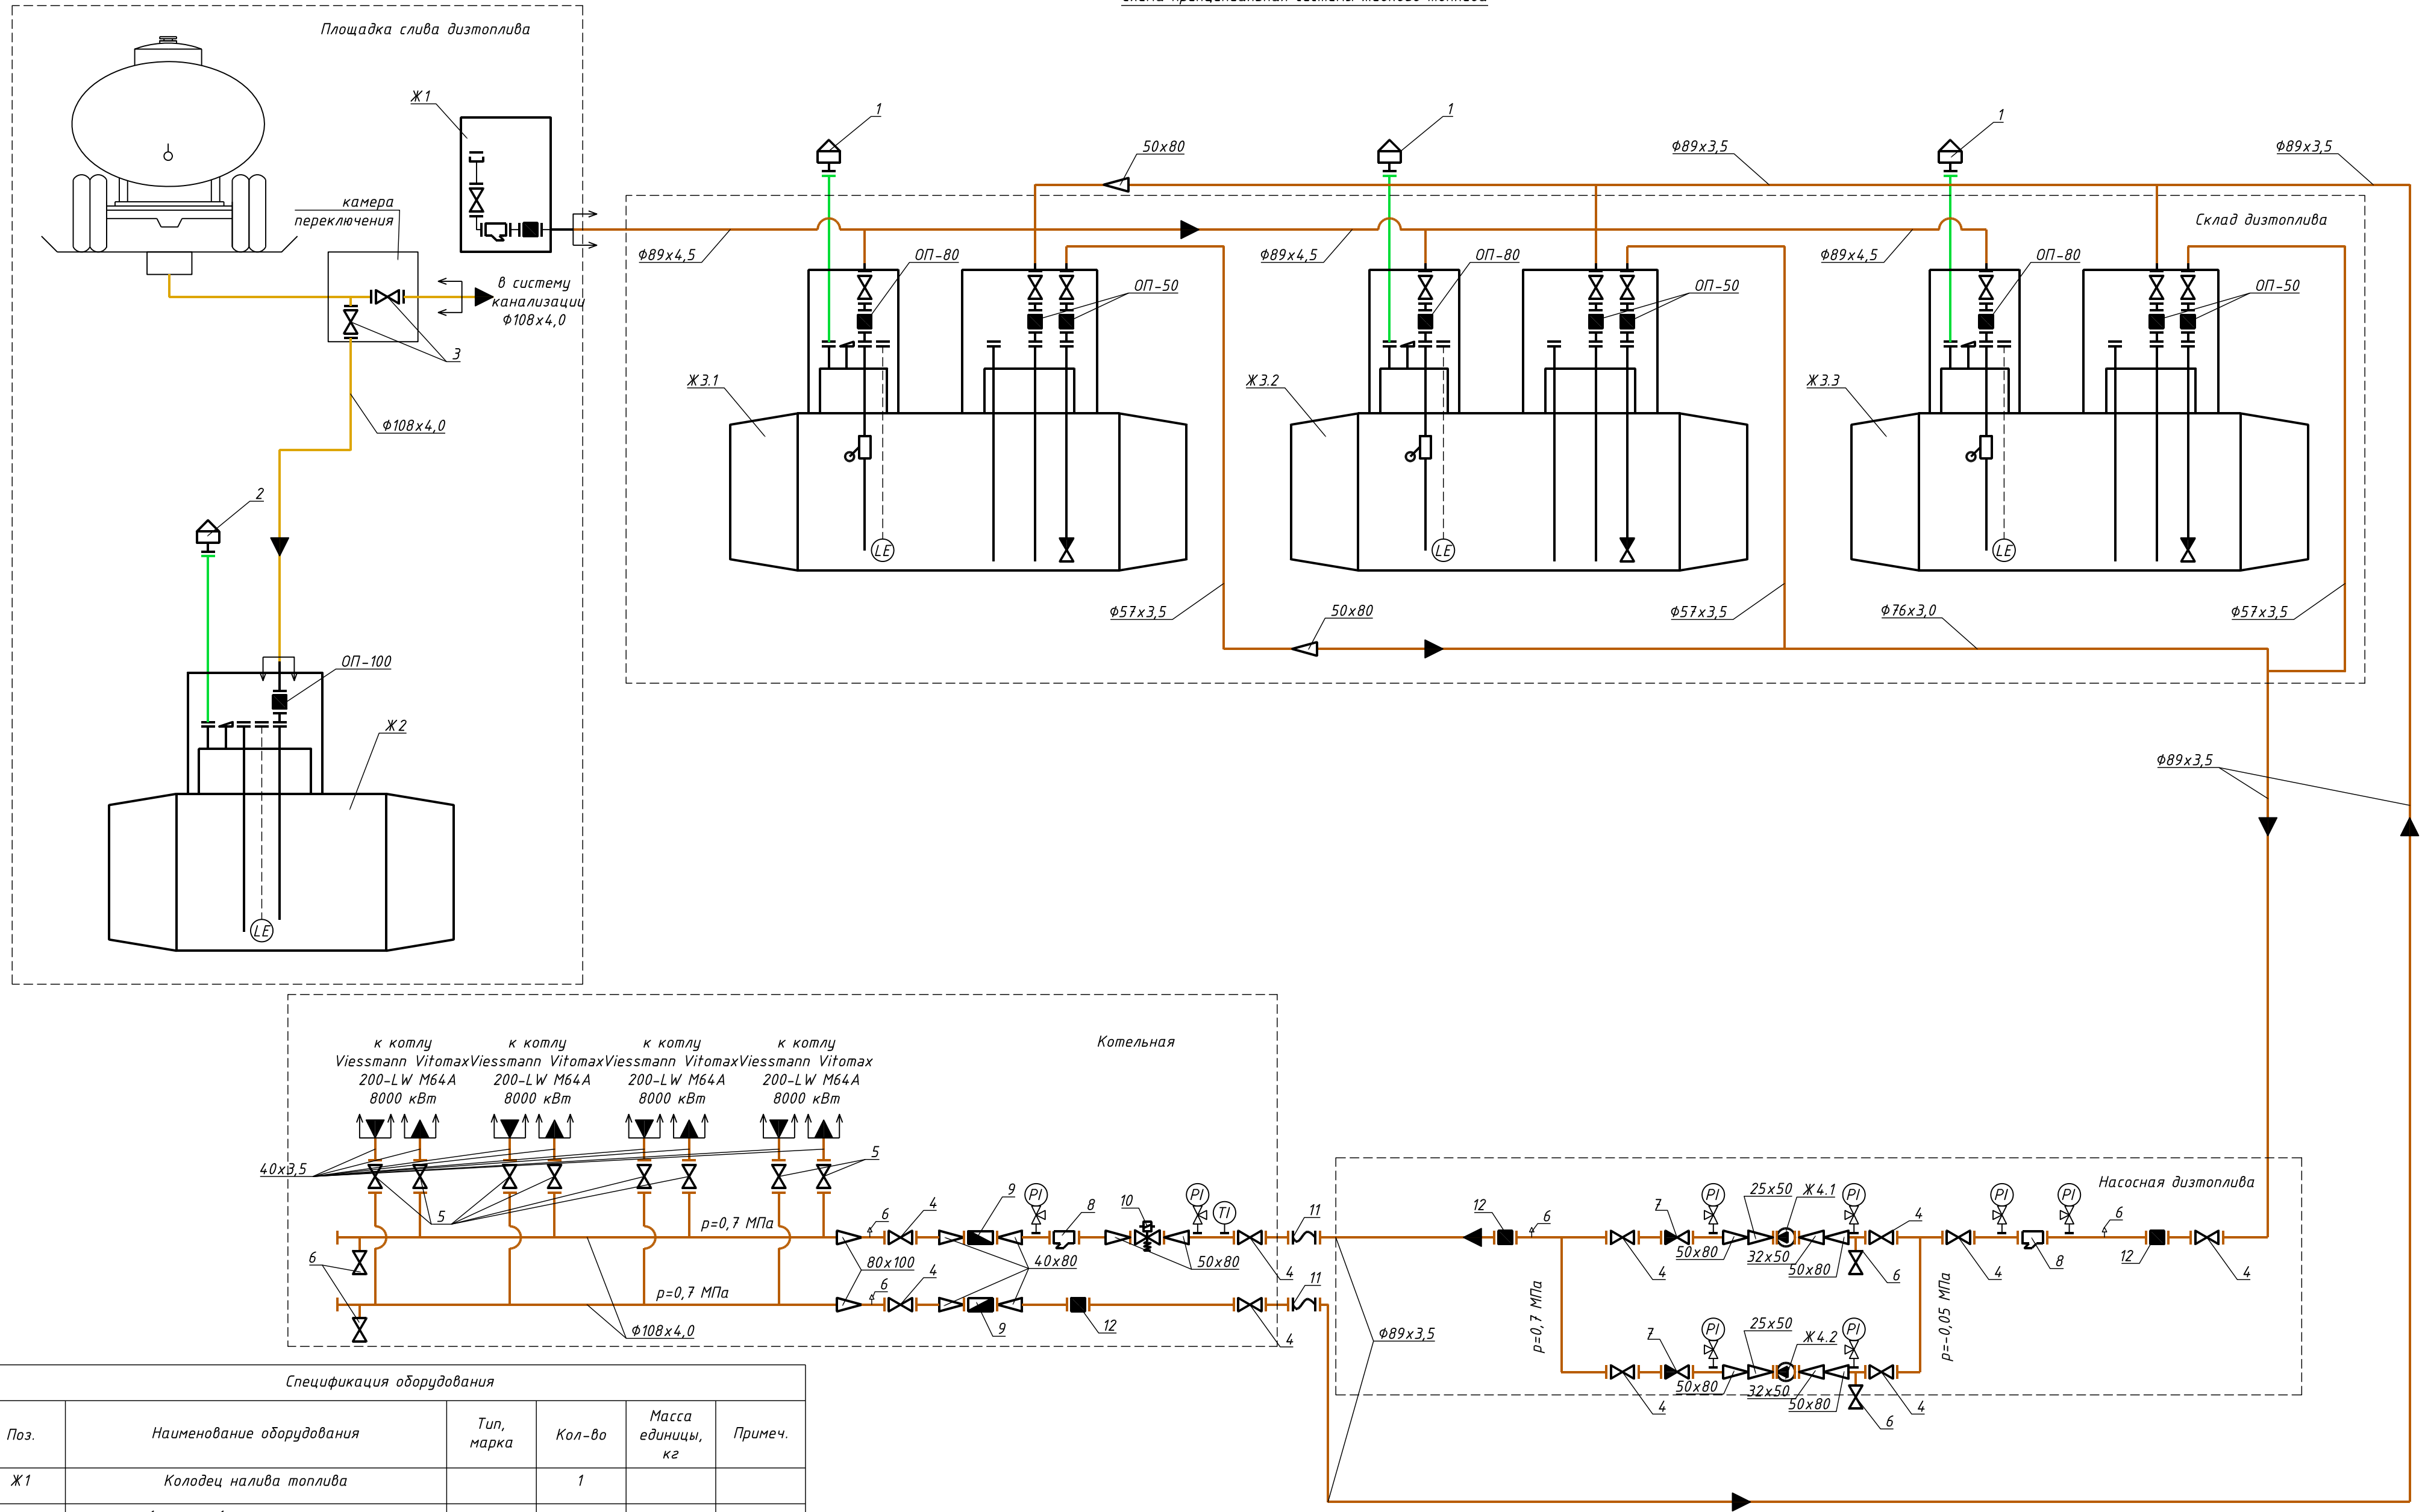 Площадка слива дизтоплива
Ж1
камера
переключения
в систему
канализации
Ф108х4,0
3
Ф108х4,0
2
ОП-100
Ж2
LE
1
1
1
50х80
Ф89х3,5
Ф89х3,5
Склад дизтоплива
Ф89х4,5
Ф89х4,5
Ф89х4,5
ОП-80
ОП-50
ОП-80
ОП-50
ОП-80
ОП-50
Ж3.1
Ж3.2
Ж3.3
LE
LE
LE
Ф57х3,5
50х80
Ф57х3,5
Ф76х3,0
Ф57х3,5
Ф89х3,5
Котельная
к котлу
Viessmann Vitomax
200-LW M64A
8000 кВт
к котлу
Viessmann Vitomax
200-LW M64A
8000 кВт
к котлу
Viessmann Vitomax
200-LW M64A
8000 кВт
к котлу
Viessmann Vitomax
200-LW M64A
8000 кВт
40х3,5
5
5
6
р=0,7 МПа
р=0,7 МПа
Ф108х4,0
6
4
9
PI
8
10
PI
TI
11
80х100
40х80
50х80
4
6
4
9
12
11
4
Ф89х3,5
Насосная дизтоплива
12
6
7
PI
25х50
Ж4.1
PI
4
PI
PI
6
4
50х80
32х50
50х80
6
4
8
12
4
р=0,7 МПа
р=-0,05 МПа
7
PI
25х50
Ж4.2
PI
4
50х80
32х50
50х80
6
4
Спецификация оборудования
Поз.
Наименование оборудования
Тип,
марка
Кол-во
Масса
единицы,
кг
Примеч.
Ж1
Колодец налива топлива
1